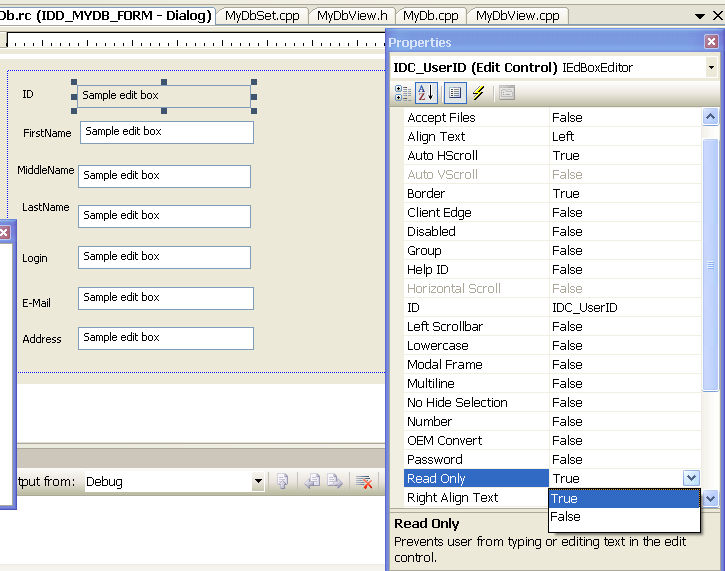 Db.rc (IDD_MYDB_FORM - Dialog) MyDbSet.cpp MyDbView.h MyDb.cpp MyDbView.cpp
ID Sample edit box
FirstName Sample edit box
MiddleName Sample edit box
LastName Sample edit box
Login Sample edit box
E-Mail Sample edit box
Address Sample edit box
tput from: Debug
Properties
IDC_UserID (Edit Control) IEdBoxEditor
Accept Files False
Align Text Left
Auto HScroll True
Auto VScroll False
Border True
Client Edge False
Disabled False
Group False
Help ID False
Horizontal Scroll False
ID IDC_UserID
Left Scrollbar False
Lowercase False
Modal Frame False
Multiline False
No Hide Selection False
Number False
OEM Convert False
Password False
Read Only True
Right Align Text
True
False
Read Only
Prevents user from typing or editing text in the edit
control.